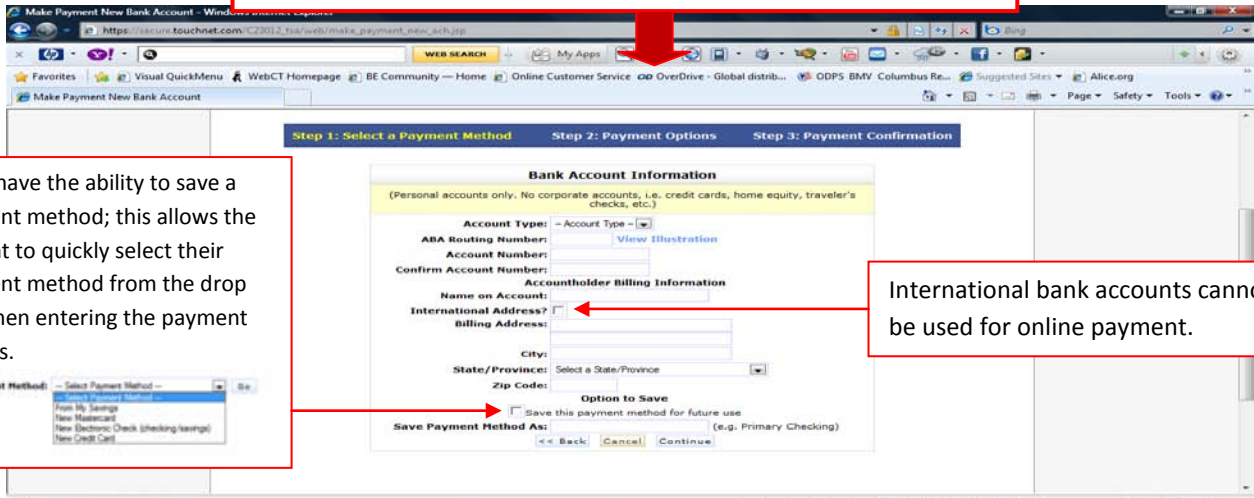 Make Payment New Bank Account - Windows Internet Explorer
https://secure.touchnet.com/C23012_tsa/web/make_payment_new_ach.jsp
Bing
WEB SEARCH
My Apps
Favorites Visual QuickMenu WebCT Homepage BE Community — Home Online Customer Service OverDrive - Global distrib... ODPS BMV Columbus Re... Suggested Sites Alice.org
Make Payment New Bank Account
Page Safety Tools
Step 1: Select a Payment Method Step 2: Payment Options Step 3: Payment Confirmation
Bank Account Information
(Personal accounts only. No corporate accounts, i.e. credit cards, home equity, traveler's
checks, etc.)
Account Type: -- Account Type --
ABA Routing Number: View Illustration
Account Number:
Confirm Account Number:
Accountholder Billing Information
Name on Account:
International Address?
Billing Address:
City:
State/Province: Select a State/Province
Zip Code:
Option to Save
Save this payment method for future use
Save Payment Method As: (e.g. Primary Checking)
<< Back Cancel Continue
have the ability to save a
ent method; this allows the
t to quickly select their
ent method from the drop
hen entering the payment
s.
t Method: -- Select Payment Method -- Go
-- Select Payment Method --
From My Savings
New Mastercard
New Electronic Check (checking/savings)
New Credit Card
International bank accounts canno
be used for online payment.